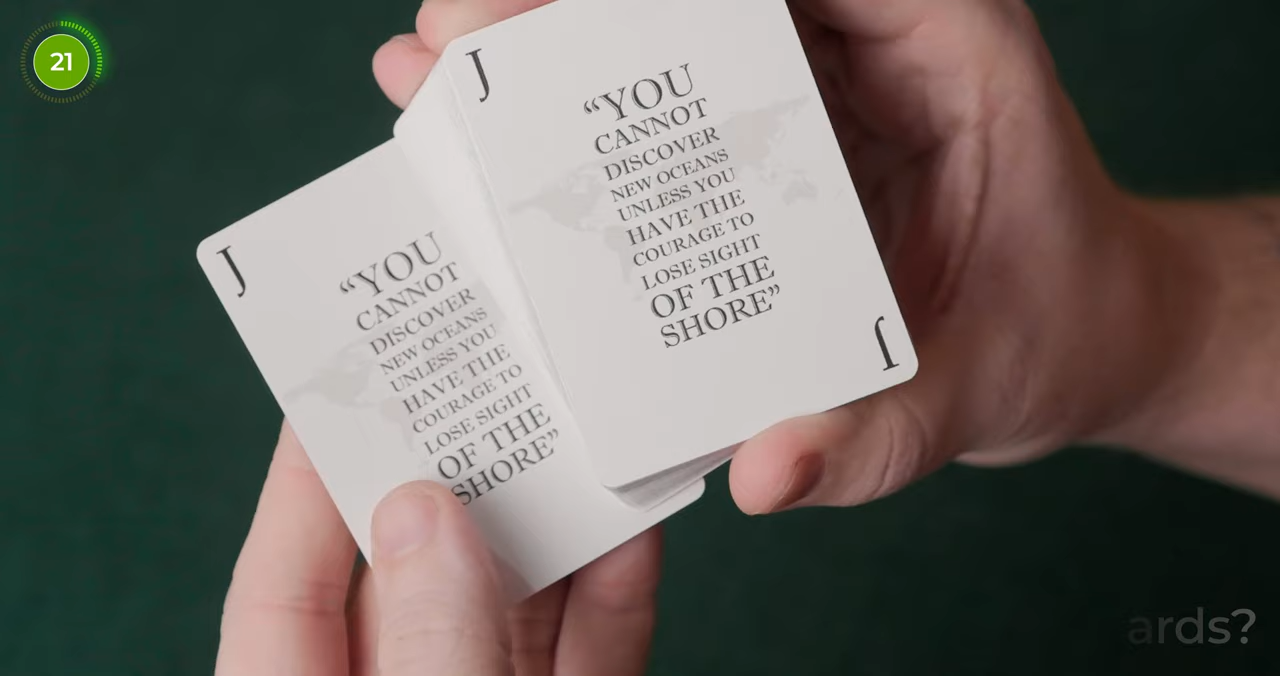 21
J
“YOU
CANNOT
DISCOVER
NEW OCEANS
UNLESS YOU
HAVE THE
COURAGE TO
LOSE SIGHT
OF THE
SHORE”
J
J
“YOU
CANNOT
DISCOVER
NEW OCEANS
UNLESS YOU
HAVE THE
COURAGE TO
LOSE SIGHT
OF THE
SHORE”
ards?